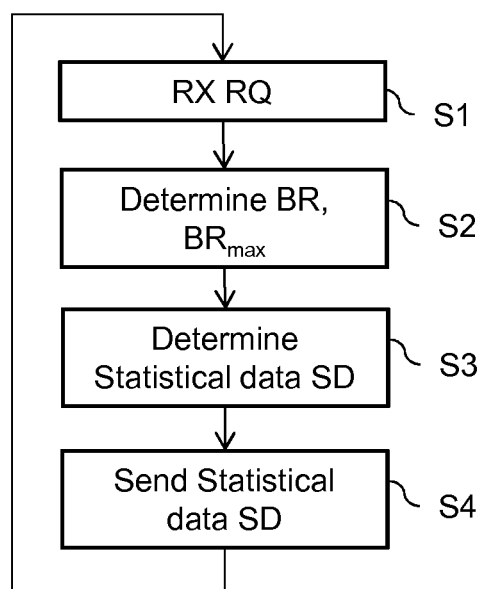 RX RQ
S1
Determine BR,
BRmax
S2
Determine
Statistical data SD
S3
Send Statistical
data SD
S4